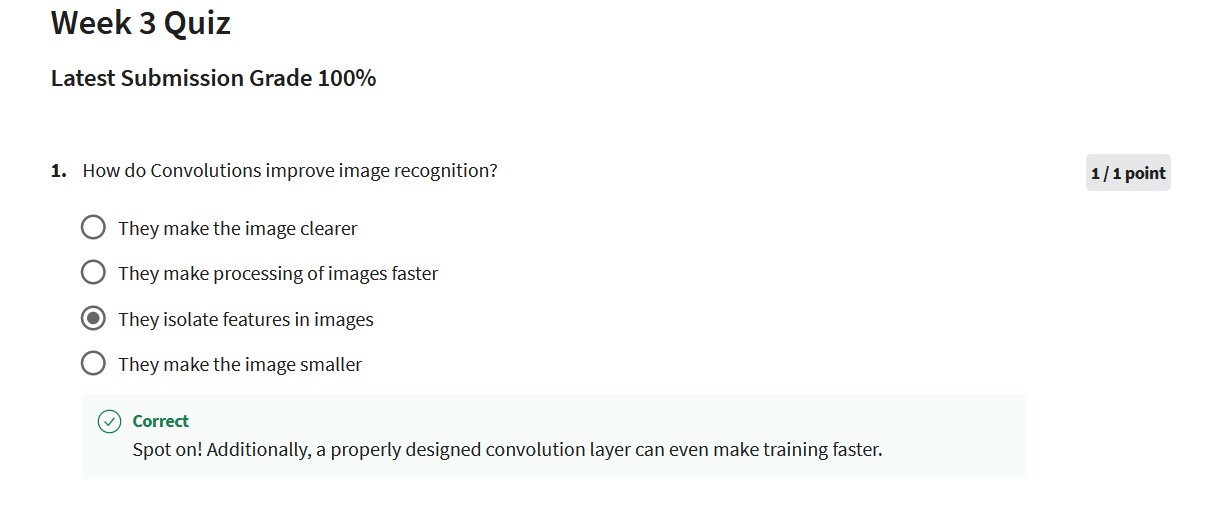 Week 3 Quiz
Latest Submission Grade 100%
1. How do Convolutions improve image recognition?
1 / 1 point
They make the image clearer
They make processing of images faster
They isolate features in images
They make the image smaller
Correct
Spot on! Additionally, a properly designed convolution layer can even make training faster.